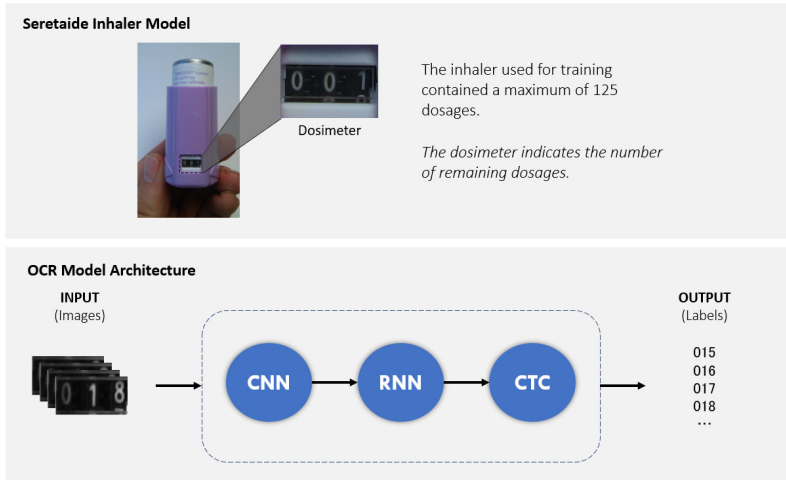 Seretaide Inhaler Model
0 0 1
Dosimeter
The inhaler used for training
contained a maximum of 125
dosages.
The dosimeter indicates the number
of remaining dosages.
OCR Model Architecture
INPUT
(Images)
0 1 8
CNN
RNN
CTC
OUTPUT
(Labels)
015
016
017
018
...